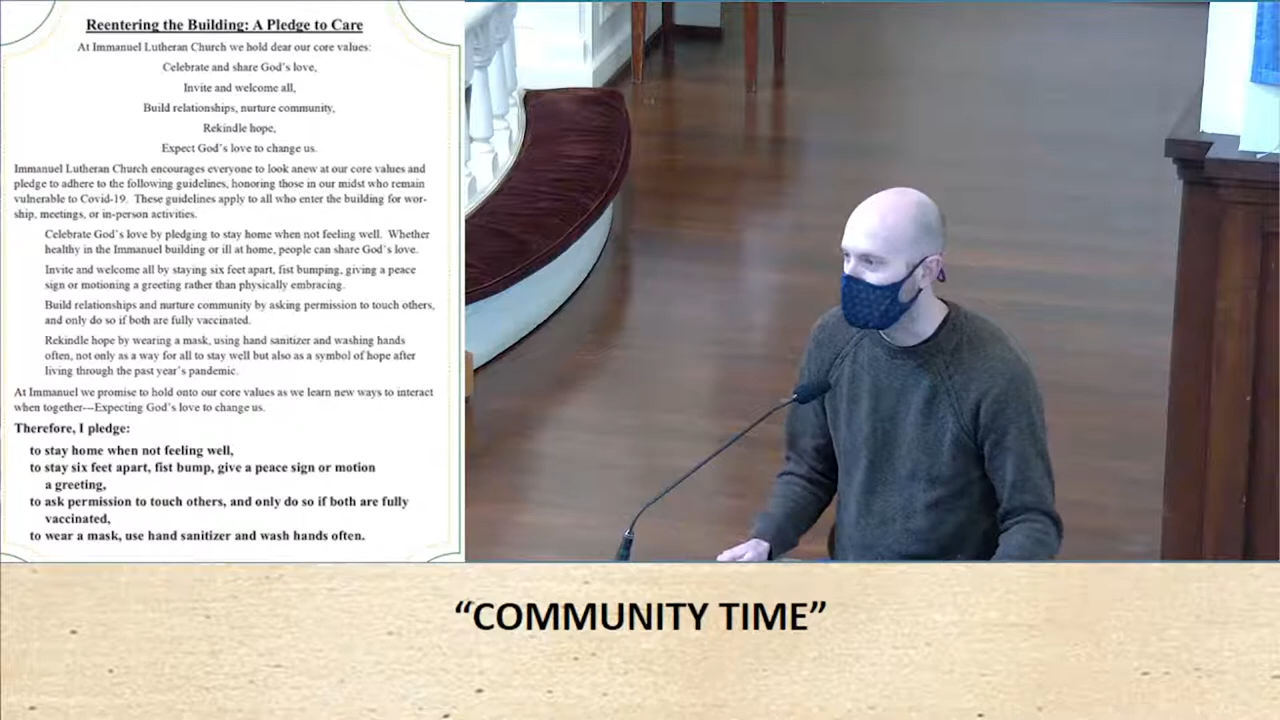 Reentering the Building: A Pledge to Care
At Immanuel Lutheran Church we hold dear our core values:
Celebrate and share God's love,
Invite and welcome all,
Build relationships, nurture community,
Rekindle hope,
Expect God's love to change us.
Immanuel Lutheran Church encourages everyone to look anew at our core values and
pledge to adhere to the following guidelines, honoring those in our midst who remain
vulnerable to Covid-19. These guidelines apply to all who enter the building for wor-
ship, meetings, or in-person activities.
Celebrate God's love by pledging to stay home when not feeling well. Whether
healthy in the Immanuel building or ill at home, people can share God's love.
Invite and welcome all by staying six feet apart, fist bumping, giving a peace
sign or motioning a greeting rather than physically embracing.
Build relationships and nurture community by asking permission to touch others,
and only do so if both are fully vaccinated.
Rekindle hope by wearing a mask, using hand sanitizer and washing hands
often, not only as a way for all to stay well but also as a symbol of hope after
living through the past year's pandemic.
At Immanuel we promise to hold onto our core values as we learn new ways to interact
when together---Expecting God's love to change us.
Therefore, I pledge:
to stay home when not feeling well,
to stay six feet apart, fist bump, give a peace sign or motion
a greeting,
to ask permission to touch others, and only do so if both are fully
vaccinated,
to wear a mask, use hand sanitizer and wash hands often.
“COMMUNITY TIME”